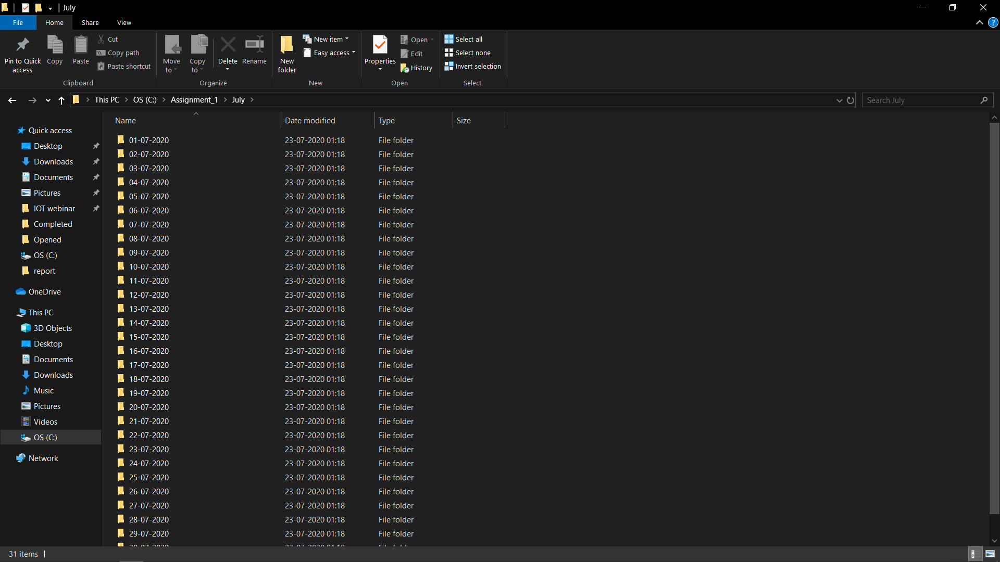 July
File Home Share View
Pin to Quick access
Copy
Paste
Cut
Copy path
Paste shortcut
Clipboard
Move to
Copy to
Delete
Rename
Organize
New folder
New item
Easy access
New
Properties
Open
Edit
History
Open
Select all
Select none
Invert selection
Select
This PC > OS (C:) > Assignment_1 > July >
Search July
Quick access
Desktop
Downloads
Documents
Pictures
IOT webinar
Completed
Opened
OS (C:)
report
OneDrive
This PC
3D Objects
Desktop
Documents
Downloads
Music
Pictures
Videos
OS (C:)
Network
Name Date modified Type Size
01-07-2020 23-07-2020 01:18 File folder
02-07-2020 23-07-2020 01:18 File folder
03-07-2020 23-07-2020 01:18 File folder
04-07-2020 23-07-2020 01:18 File folder
05-07-2020 23-07-2020 01:18 File folder
06-07-2020 23-07-2020 01:18 File folder
07-07-2020 23-07-2020 01:18 File folder
08-07-2020 23-07-2020 01:18 File folder
09-07-2020 23-07-2020 01:18 File folder
10-07-2020 23-07-2020 01:18 File folder
11-07-2020 23-07-2020 01:18 File folder
12-07-2020 23-07-2020 01:18 File folder
13-07-2020 23-07-2020 01:18 File folder
14-07-2020 23-07-2020 01:18 File folder
15-07-2020 23-07-2020 01:18 File folder
16-07-2020 23-07-2020 01:18 File folder
17-07-2020 23-07-2020 01:18 File folder
18-07-2020 23-07-2020 01:18 File folder
19-07-2020 23-07-2020 01:18 File folder
20-07-2020 23-07-2020 01:18 File folder
21-07-2020 23-07-2020 01:18 File folder
22-07-2020 23-07-2020 01:18 File folder
23-07-2020 23-07-2020 01:18 File folder
24-07-2020 23-07-2020 01:18 File folder
25-07-2020 23-07-2020 01:18 File folder
26-07-2020 23-07-2020 01:18 File folder
27-07-2020 23-07-2020 01:18 File folder
28-07-2020 23-07-2020 01:18 File folder
29-07-2020 23-07-2020 01:18 File folder
31 items